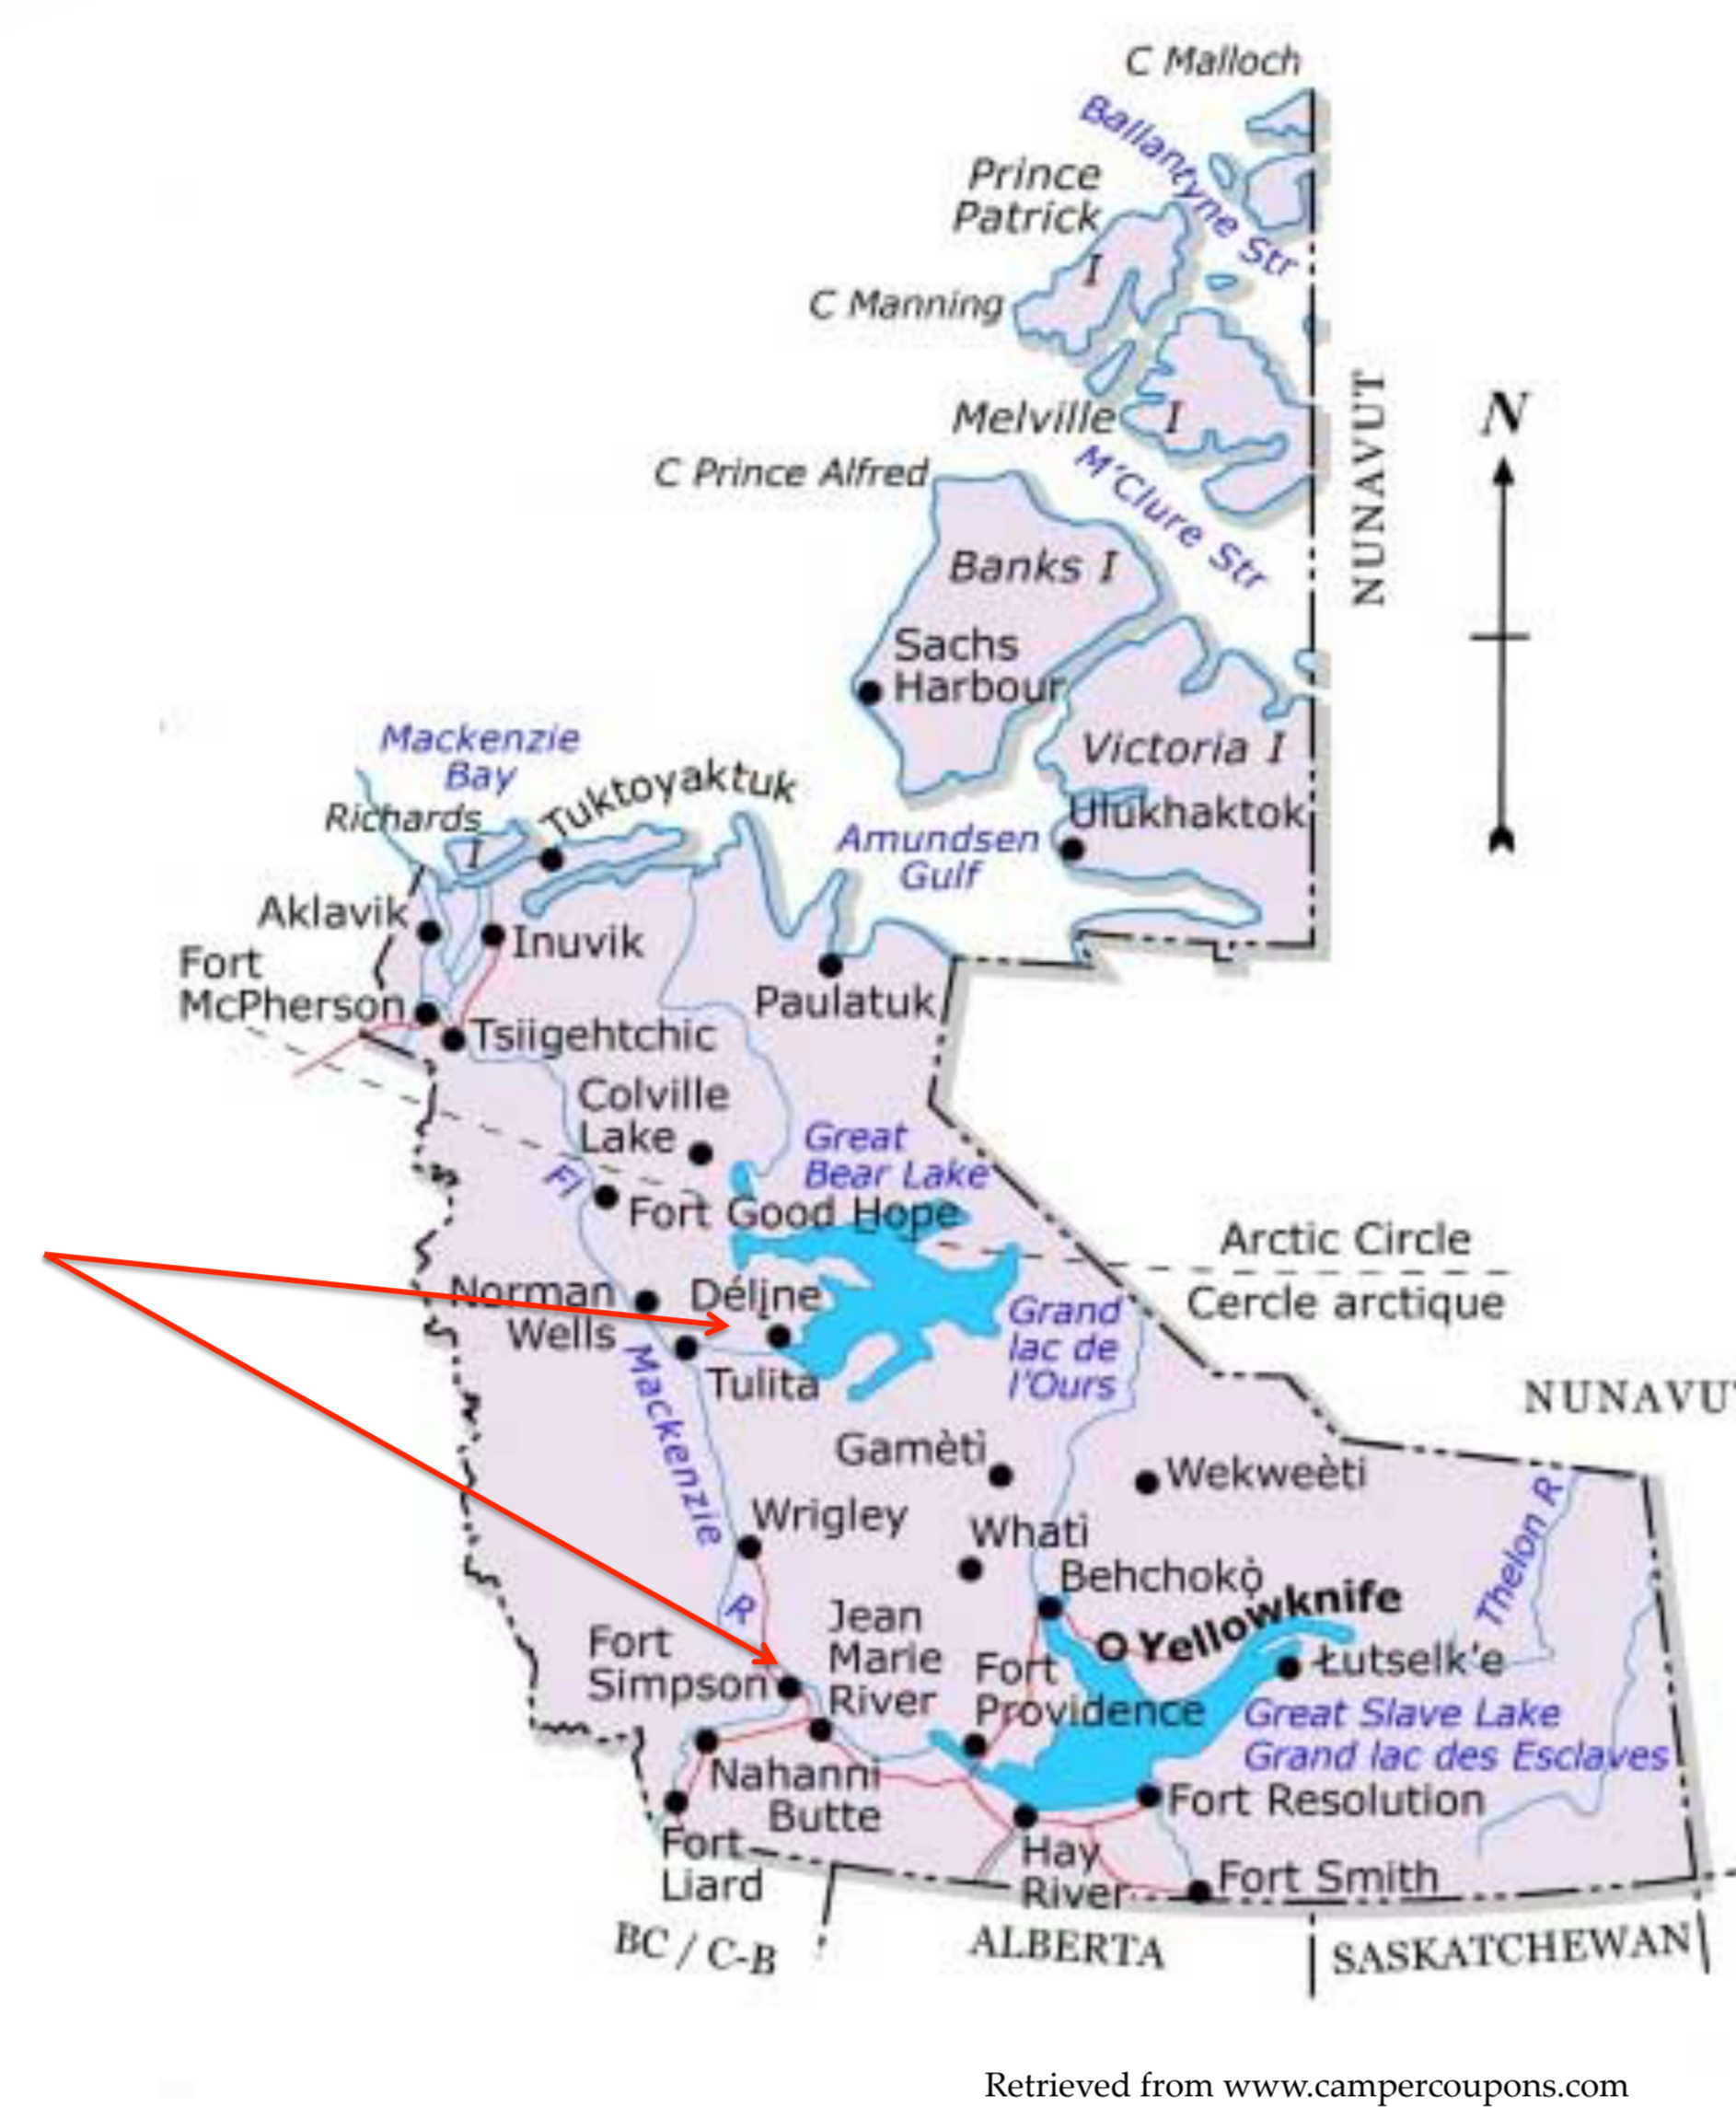 C Malloch
Ballantyne Str
Prince
Patrick
I
C Manning
Melville
I
M'Clure Str
C Prince Alfred
NUNAVUT
N
Banks I
Sachs
Harbour
Victoria I
Ulukhaktok
Mackenzie
Bay
Tuktoyaktuk
Richards
I
Amundsen
Gulf
Aklavik
Inuvik
Fort
McPherson
Paulatuk
Tsiigehtchic
Colville
Lake
Great
Bear Lake
Fl
Fort Good Hope
Arctic Circle
Cercle arctique
Norman
Wells
Délįne
Grand
lac de
l'Ours
Tulita
Mackenzie
R
NUNAVU
Gamètì
Wekweètì
Thelon R
Wrigley
Whatì
Behchokǫ̀
Yellowknife
Jean
Marie
River
Fort
Simpson
Fort
Providence
Łutselk'e
Great Slave Lake
Grand lac des Esclaves
Nahanni
Butte
Fort Resolution
Fort
Liard
Hay
River
Fort Smith
BC / C-B
ALBERTA
SASKATCHEWAN
Retrieved from www.campercoupons.com